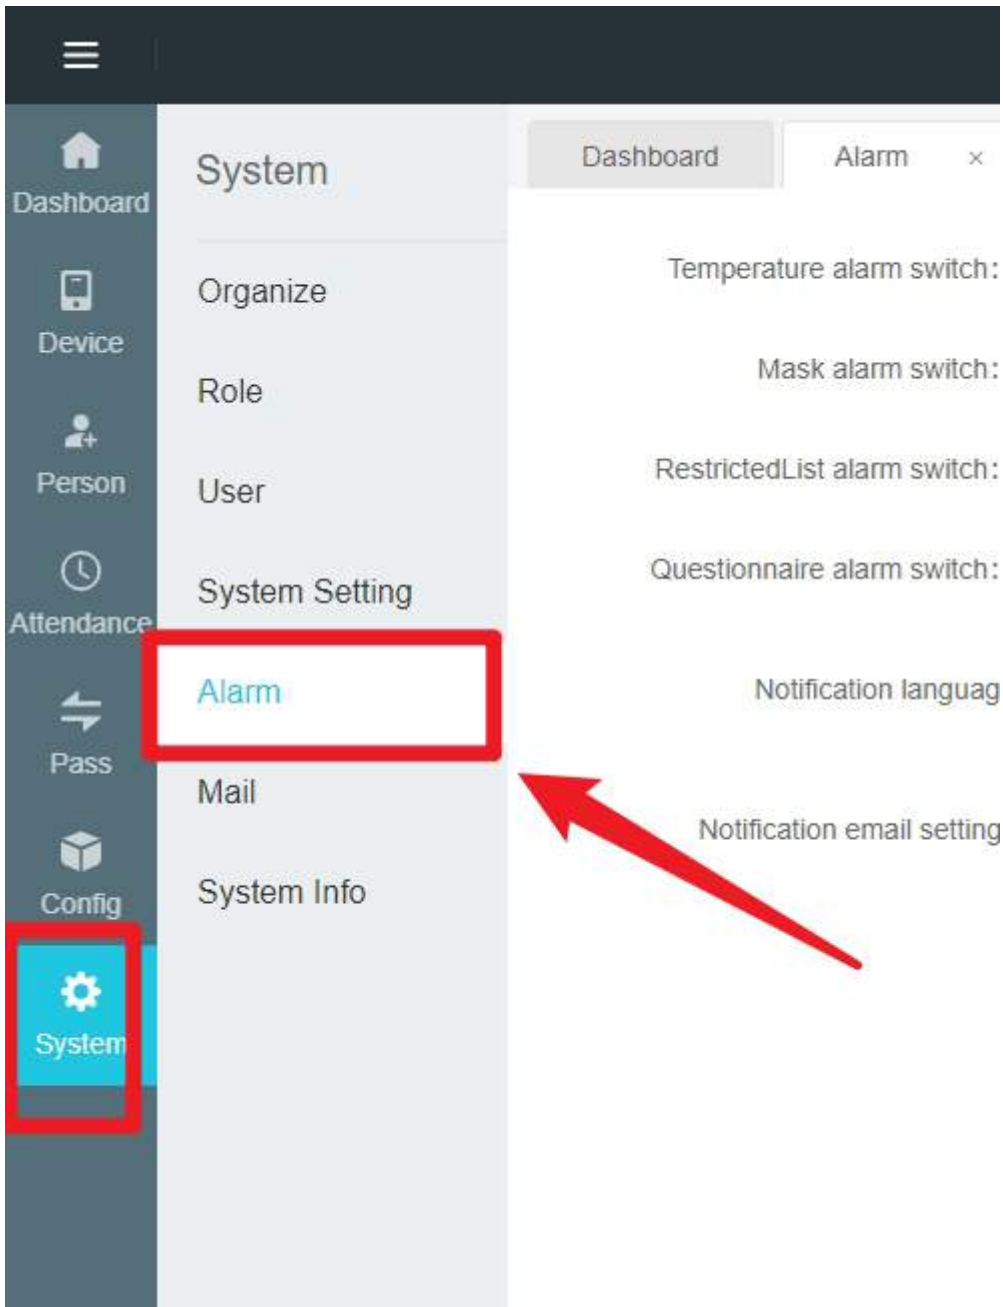 Dashboard
Device
Person
Attendance
Pass
Config
System
System
Organize
Role
User
System Setting
Alarm
Mail
System Info
Dashboard
Alarm ×
Temperature alarm switch:
Mask alarm switch:
RestrictedList alarm switch:
Questionnaire alarm switch:
Notification languag
Notification email setting